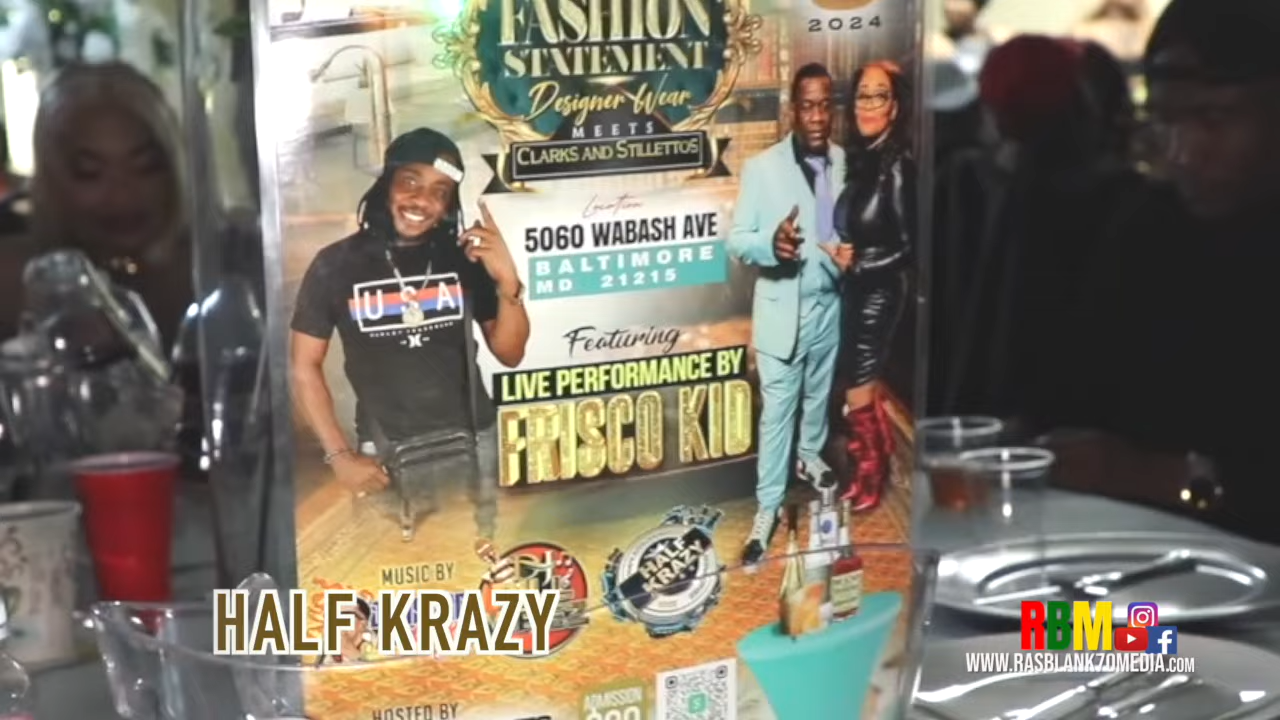 FASHION
STATEMENT
Designer Wear
MEETS
CLARKS AND STILLETTOS
2024
Location
5060 WABASH AVE
BALTIMORE
MD 21215
USA
Featuring
LIVE PERFORMANCE BY
FRISCO KID
MUSIC BY
HALF
KRAZY
HALF KRAZY
HOSTED BY
ADMISSION
RBM
WWW.RASBLANK7OMEDIA.COM